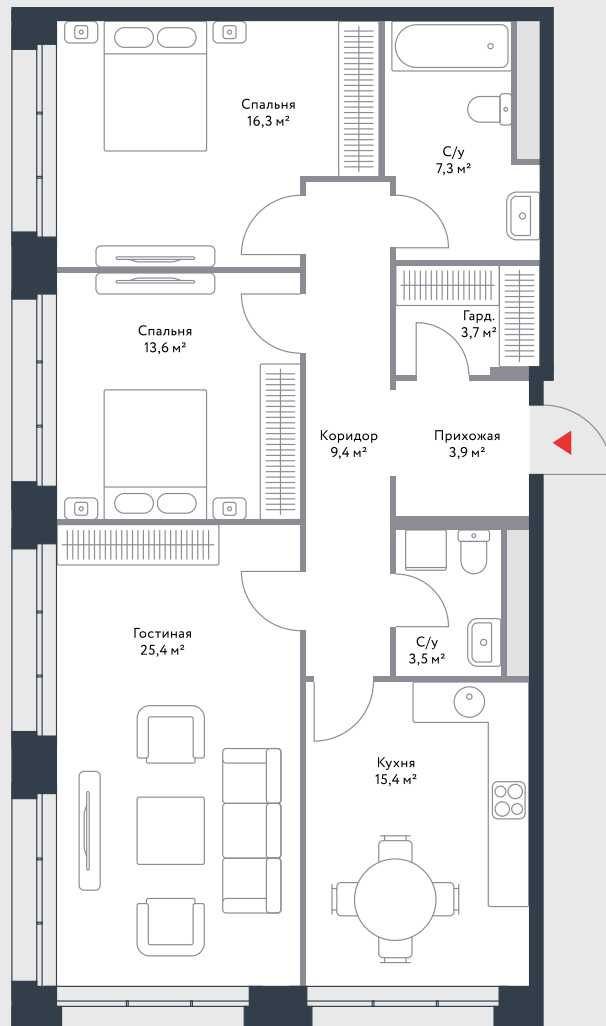 Спальня
16,3 м²
С/у
7,3 м²
Гард.
3,7 м²
Спальня
13,6 м²
Коридор
9,4 м²
Прихожая
3,9 м²
Гостиная
25,4 м²
С/у
3,5 м²
Кухня
15,4 м²